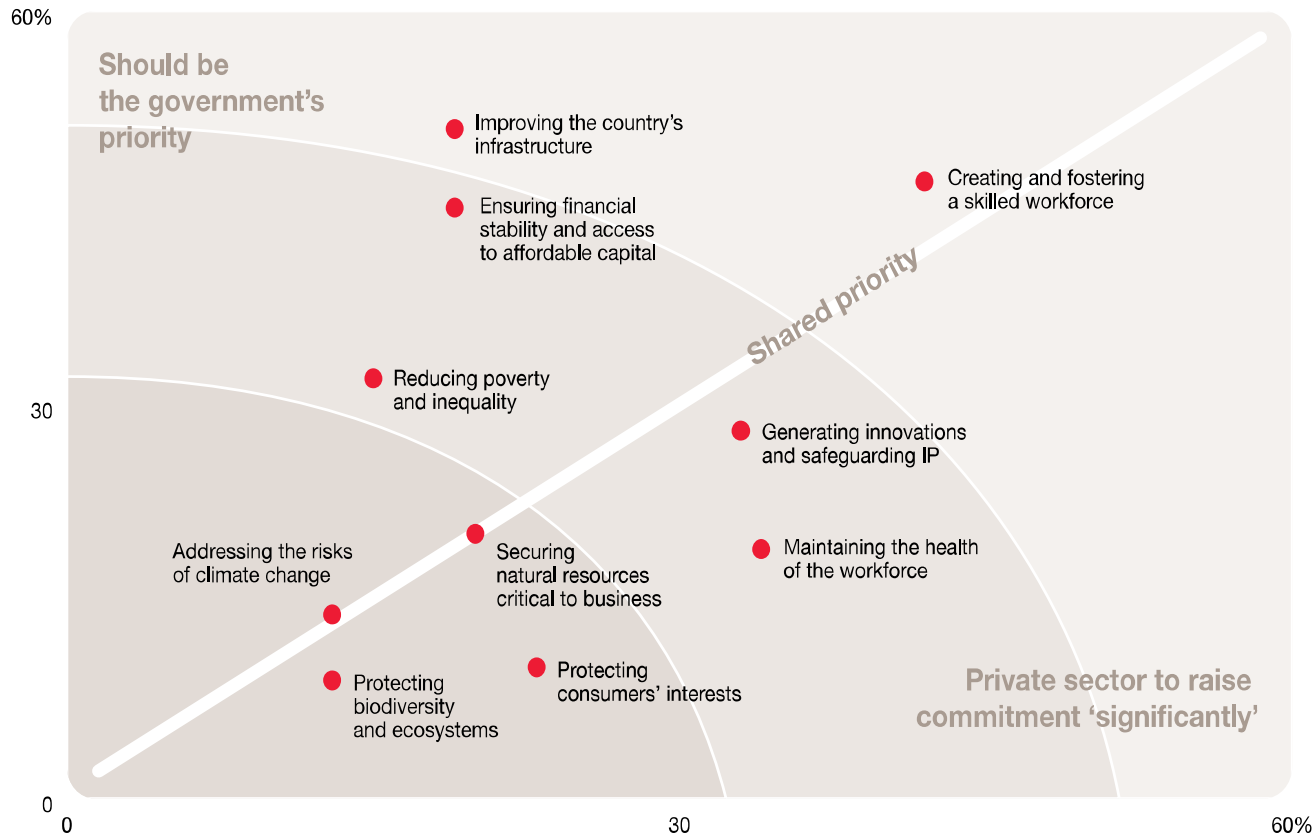 60%
Should be
the government’s
priority
Improving the country’s
infrastructure
Creating and fostering
a skilled workforce
Ensuring financial
stability and access
to affordable capital
Shared priority
Reducing poverty
and inequality
30
Generating innovations
and safeguarding IP
Addressing the risks
of climate change
Securing
natural resources
critical to business
Maintaining the health
of the workforce
Protecting
biodiversity
and ecosystems
Protecting
consumers’ interests
Private sector to raise
commitment ‘significantly’
0
0
30
60%